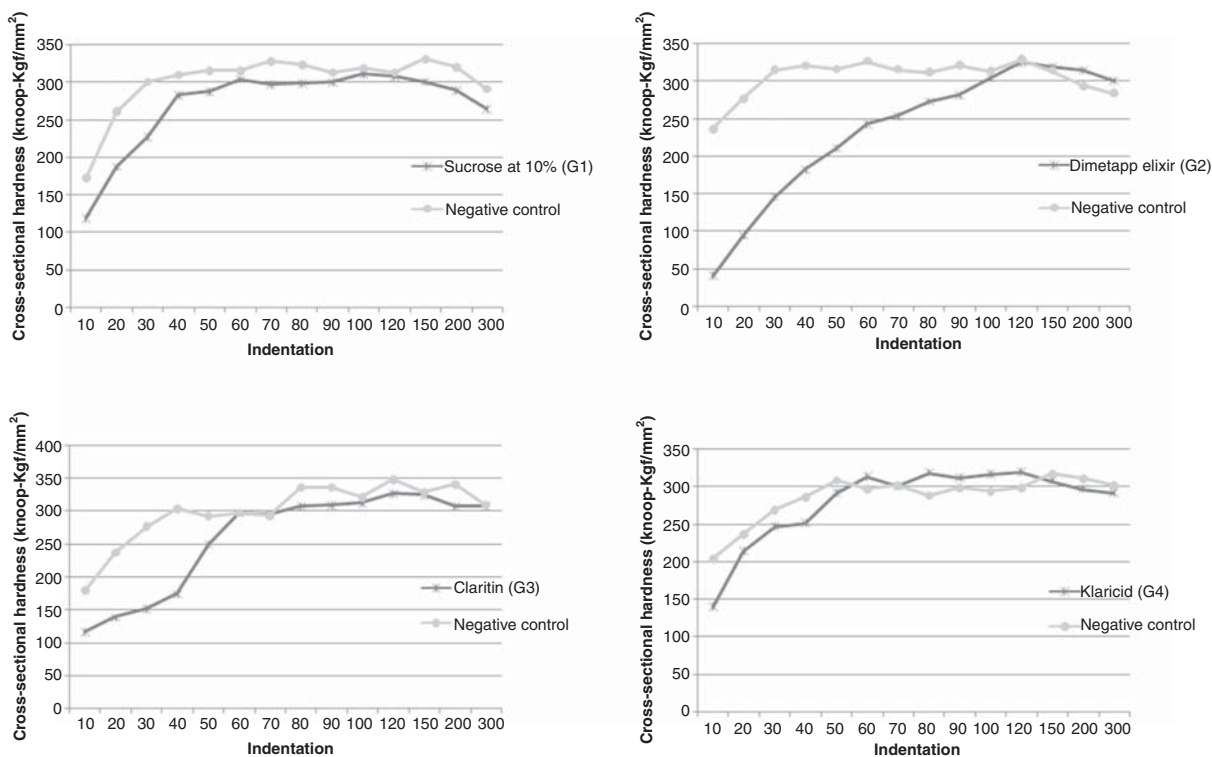 Cross-sectional hardness (knoop-Kgf/mm²)
350
300
250
200
150
100
50
0
10 20 30 40 50 60 70 80 90 100 120 150 200 300
Indentation
Sucrose at 10% (G1)
Negative control
Cross-sectional hardness (knoop-Kgf/mm²)
350
300
250
200
150
100
50
0
10 20 30 40 50 60 70 80 90 100 120 150 200 300
Indentation
Dimetapp elixir (G2)
Negative control
Cross-sectional hardness (knoop-Kgf/mm²)
400
350
300
250
200
150
100
50
0
10 20 30 40 50 60 70 80 90 100 120 150 200 300
Indentation
Claritin (G3)
Negative control
Cross-sectional hardness (knoop-Kgf/mm²)
350
300
250
200
150
100
50
0
10 20 30 40 50 60 70 80 90 100 120 150 200 300
Indentation
Klaricid (G4)
Negative control